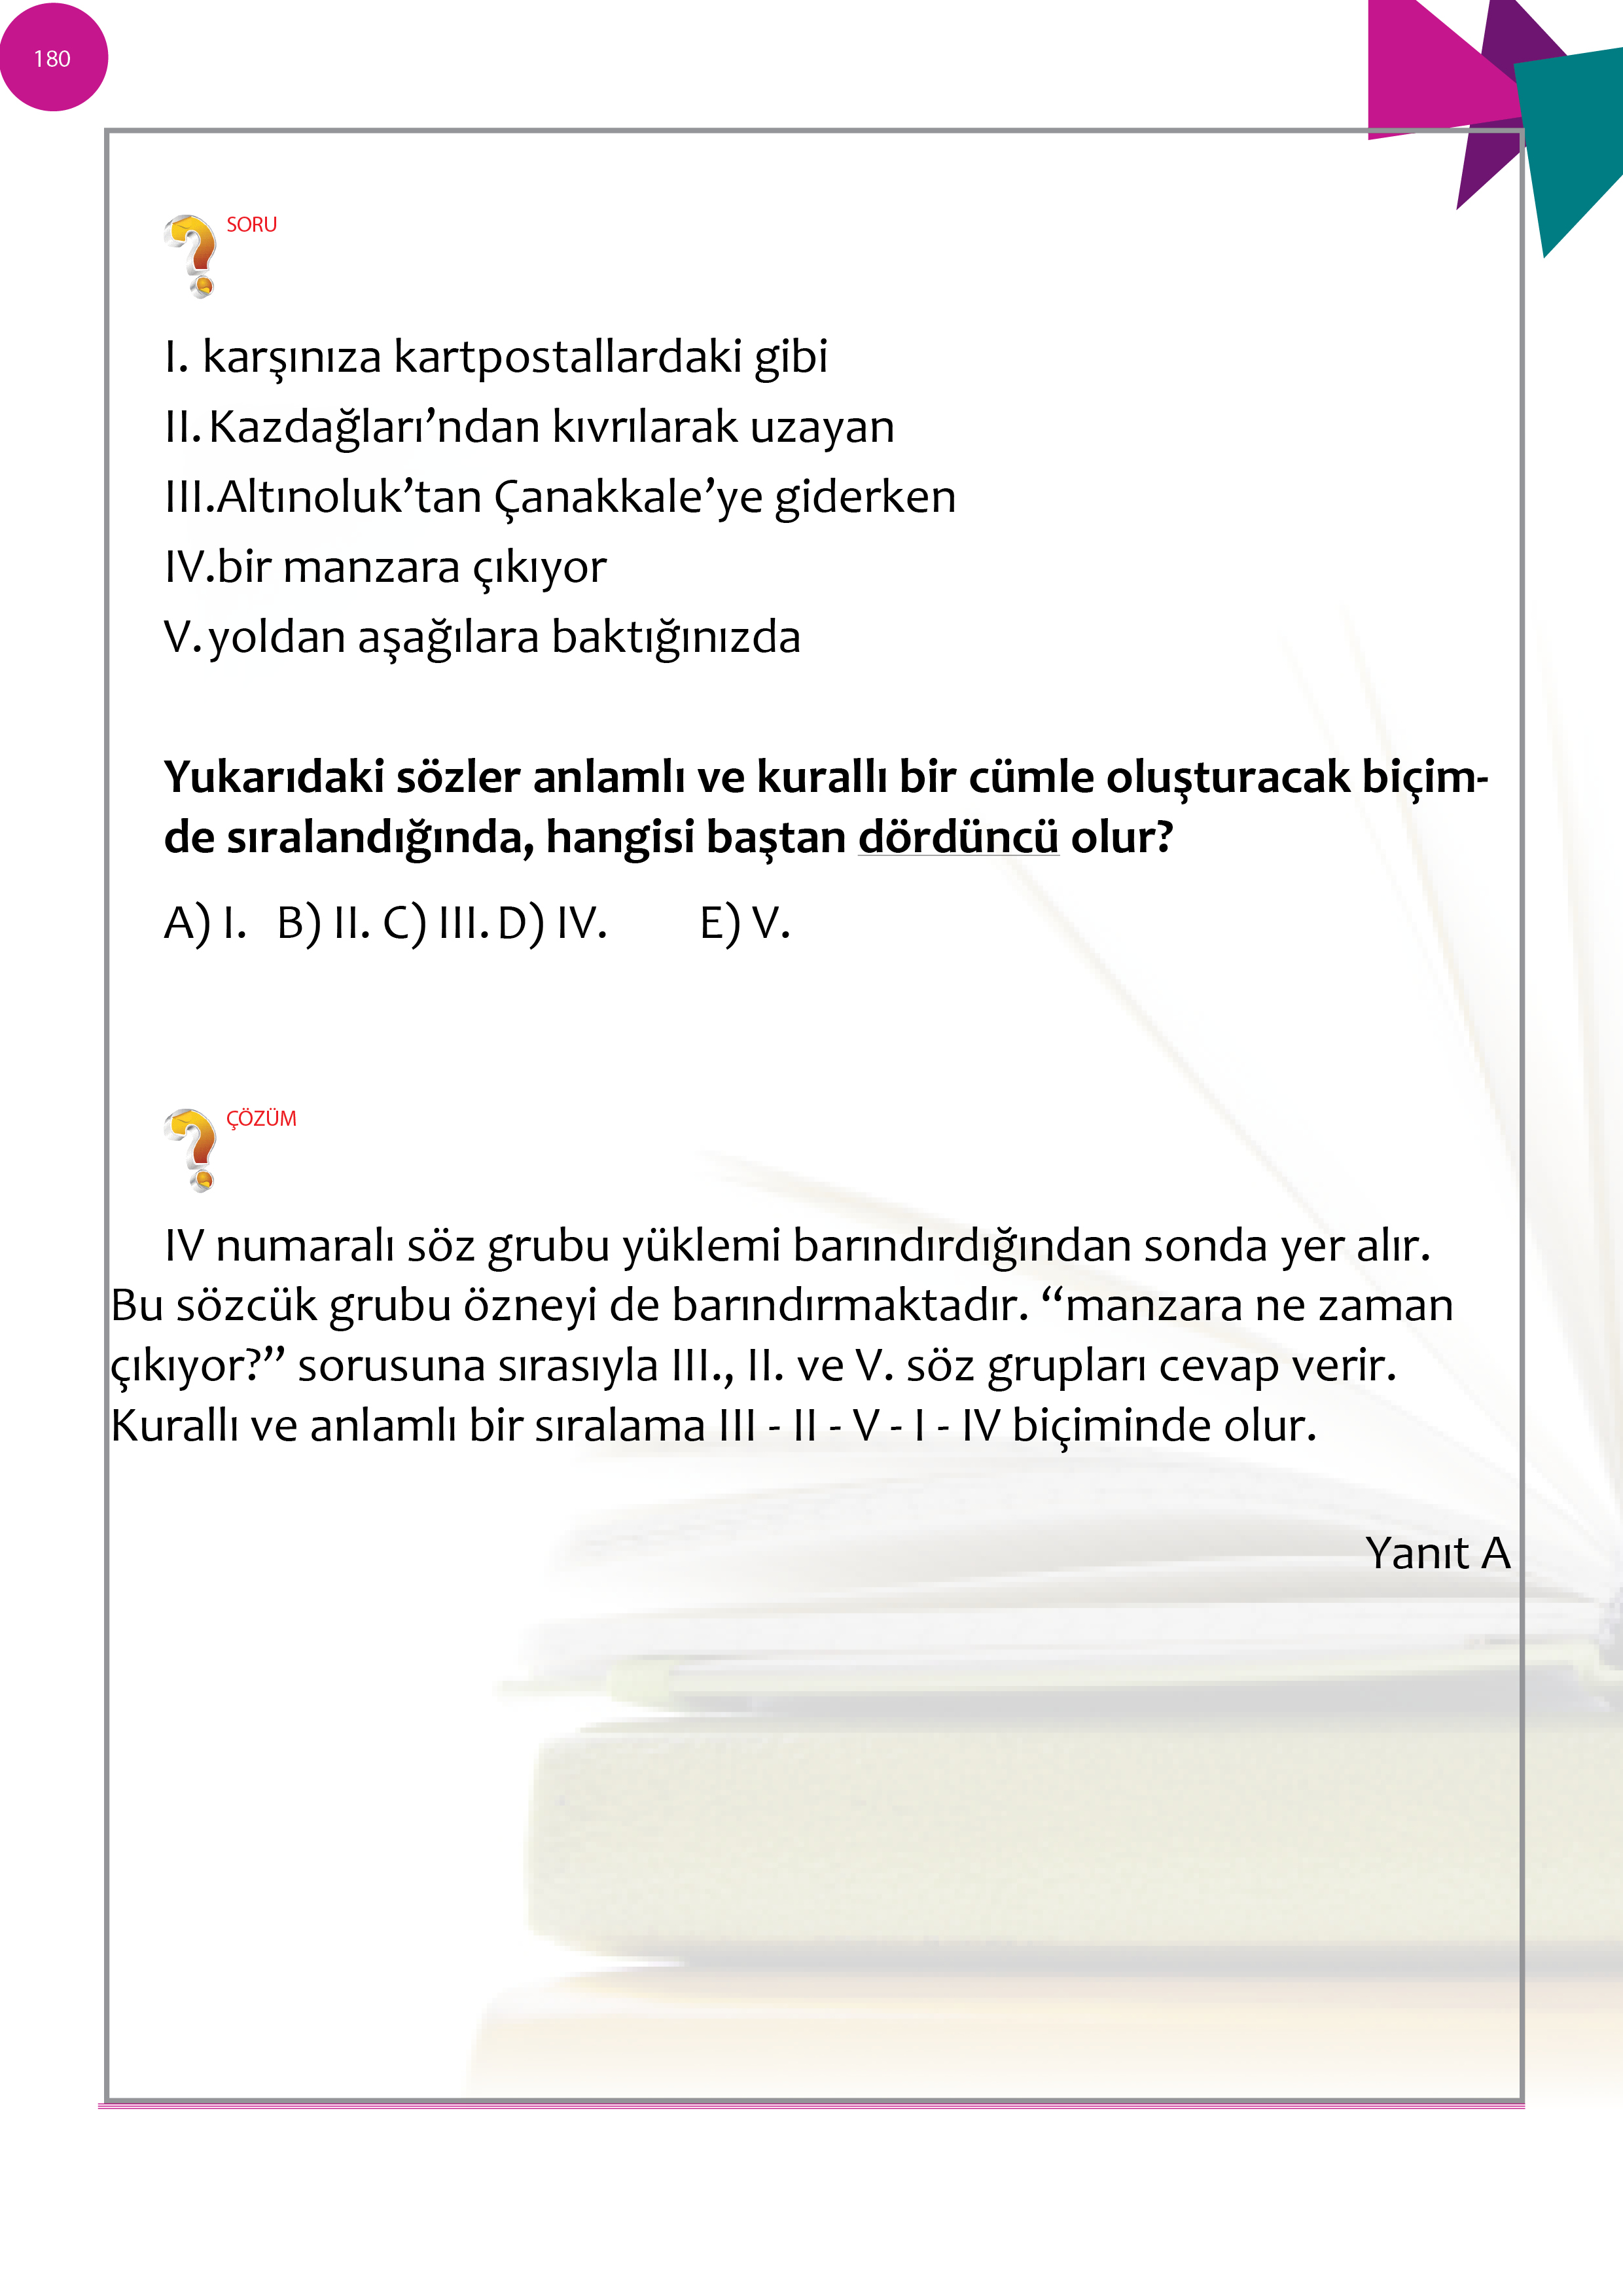 180
SORU
I. karşınıza kartpostallardaki gibi
II. Kazdağları’ndan kıvrılarak uzayan
III.Altınoluk’tan Çanakkale’ye giderken
IV.bir manzara çıkıyor
V. yoldan aşağılara baktığınızda
Yukarıdaki sözler anlamlı ve kurallı bir cümle oluşturacak biçim-
de sıralandığında, hangisi baştan dördüncü olur?
A) I. B) II. C) III. D) IV. E) V.
ÇÖZÜM
IV numaralı söz grubu yüklemi barındırdığından sonda yer alır.
Bu sözcük grubu özneyi de barındırmaktadır. “manzara ne zaman
çıkıyor?” sorusuna sırasıyla III., II. ve V. söz grupları cevap verir.
Kurallı ve anlamlı bir sıralama III - II - V - I - IV biçiminde olur.
Yanıt A